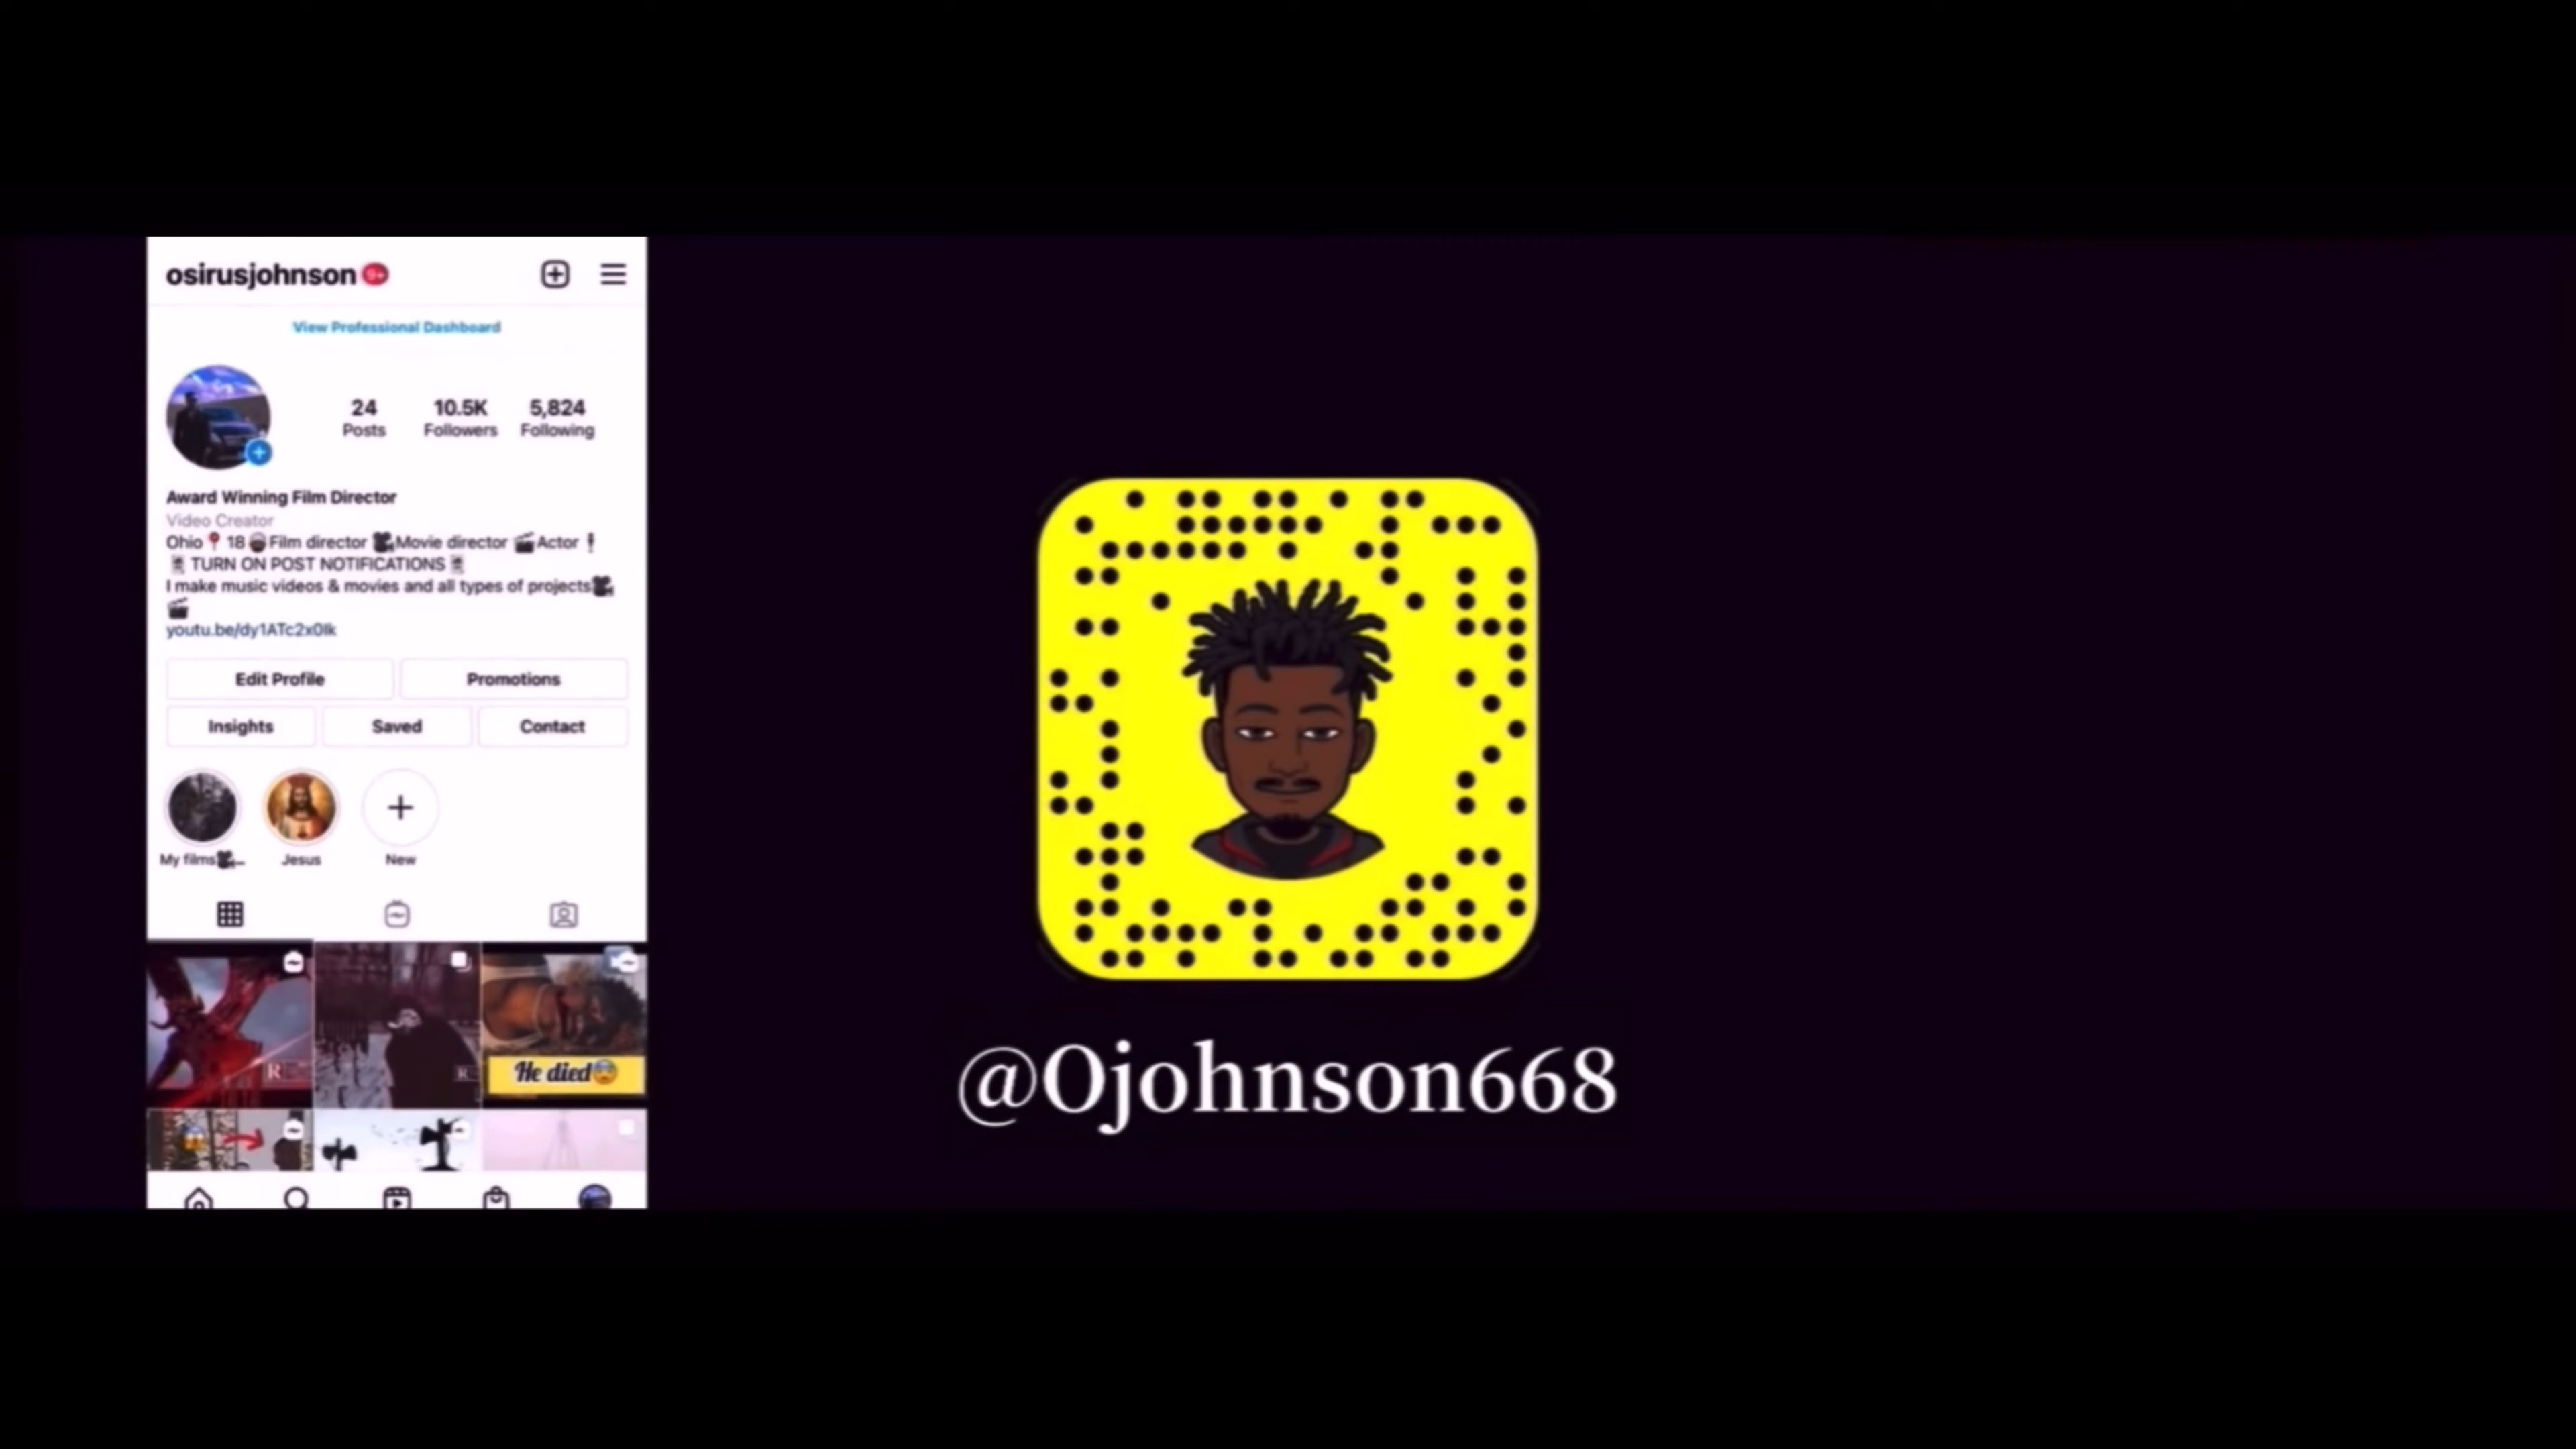 osirusjohnson 9+
View Professional Dashboard
24 10.5K 5,824
Posts Followers Following
Award Winning Film Director
Video Creator
Ohio📍18 Film director 🎥Movie director 🎬Actor🕴
🃏 TURN ON POST NOTIFICATIONS 🃏
I make music videos & movies and all types of projects🎥
🎬
youtu.be/dy1ATc2x0lk
Edit Profile Promotions
Insights Saved Contact
My films🎥... Jesus New
R
R
He died😨
@Ojohnson668